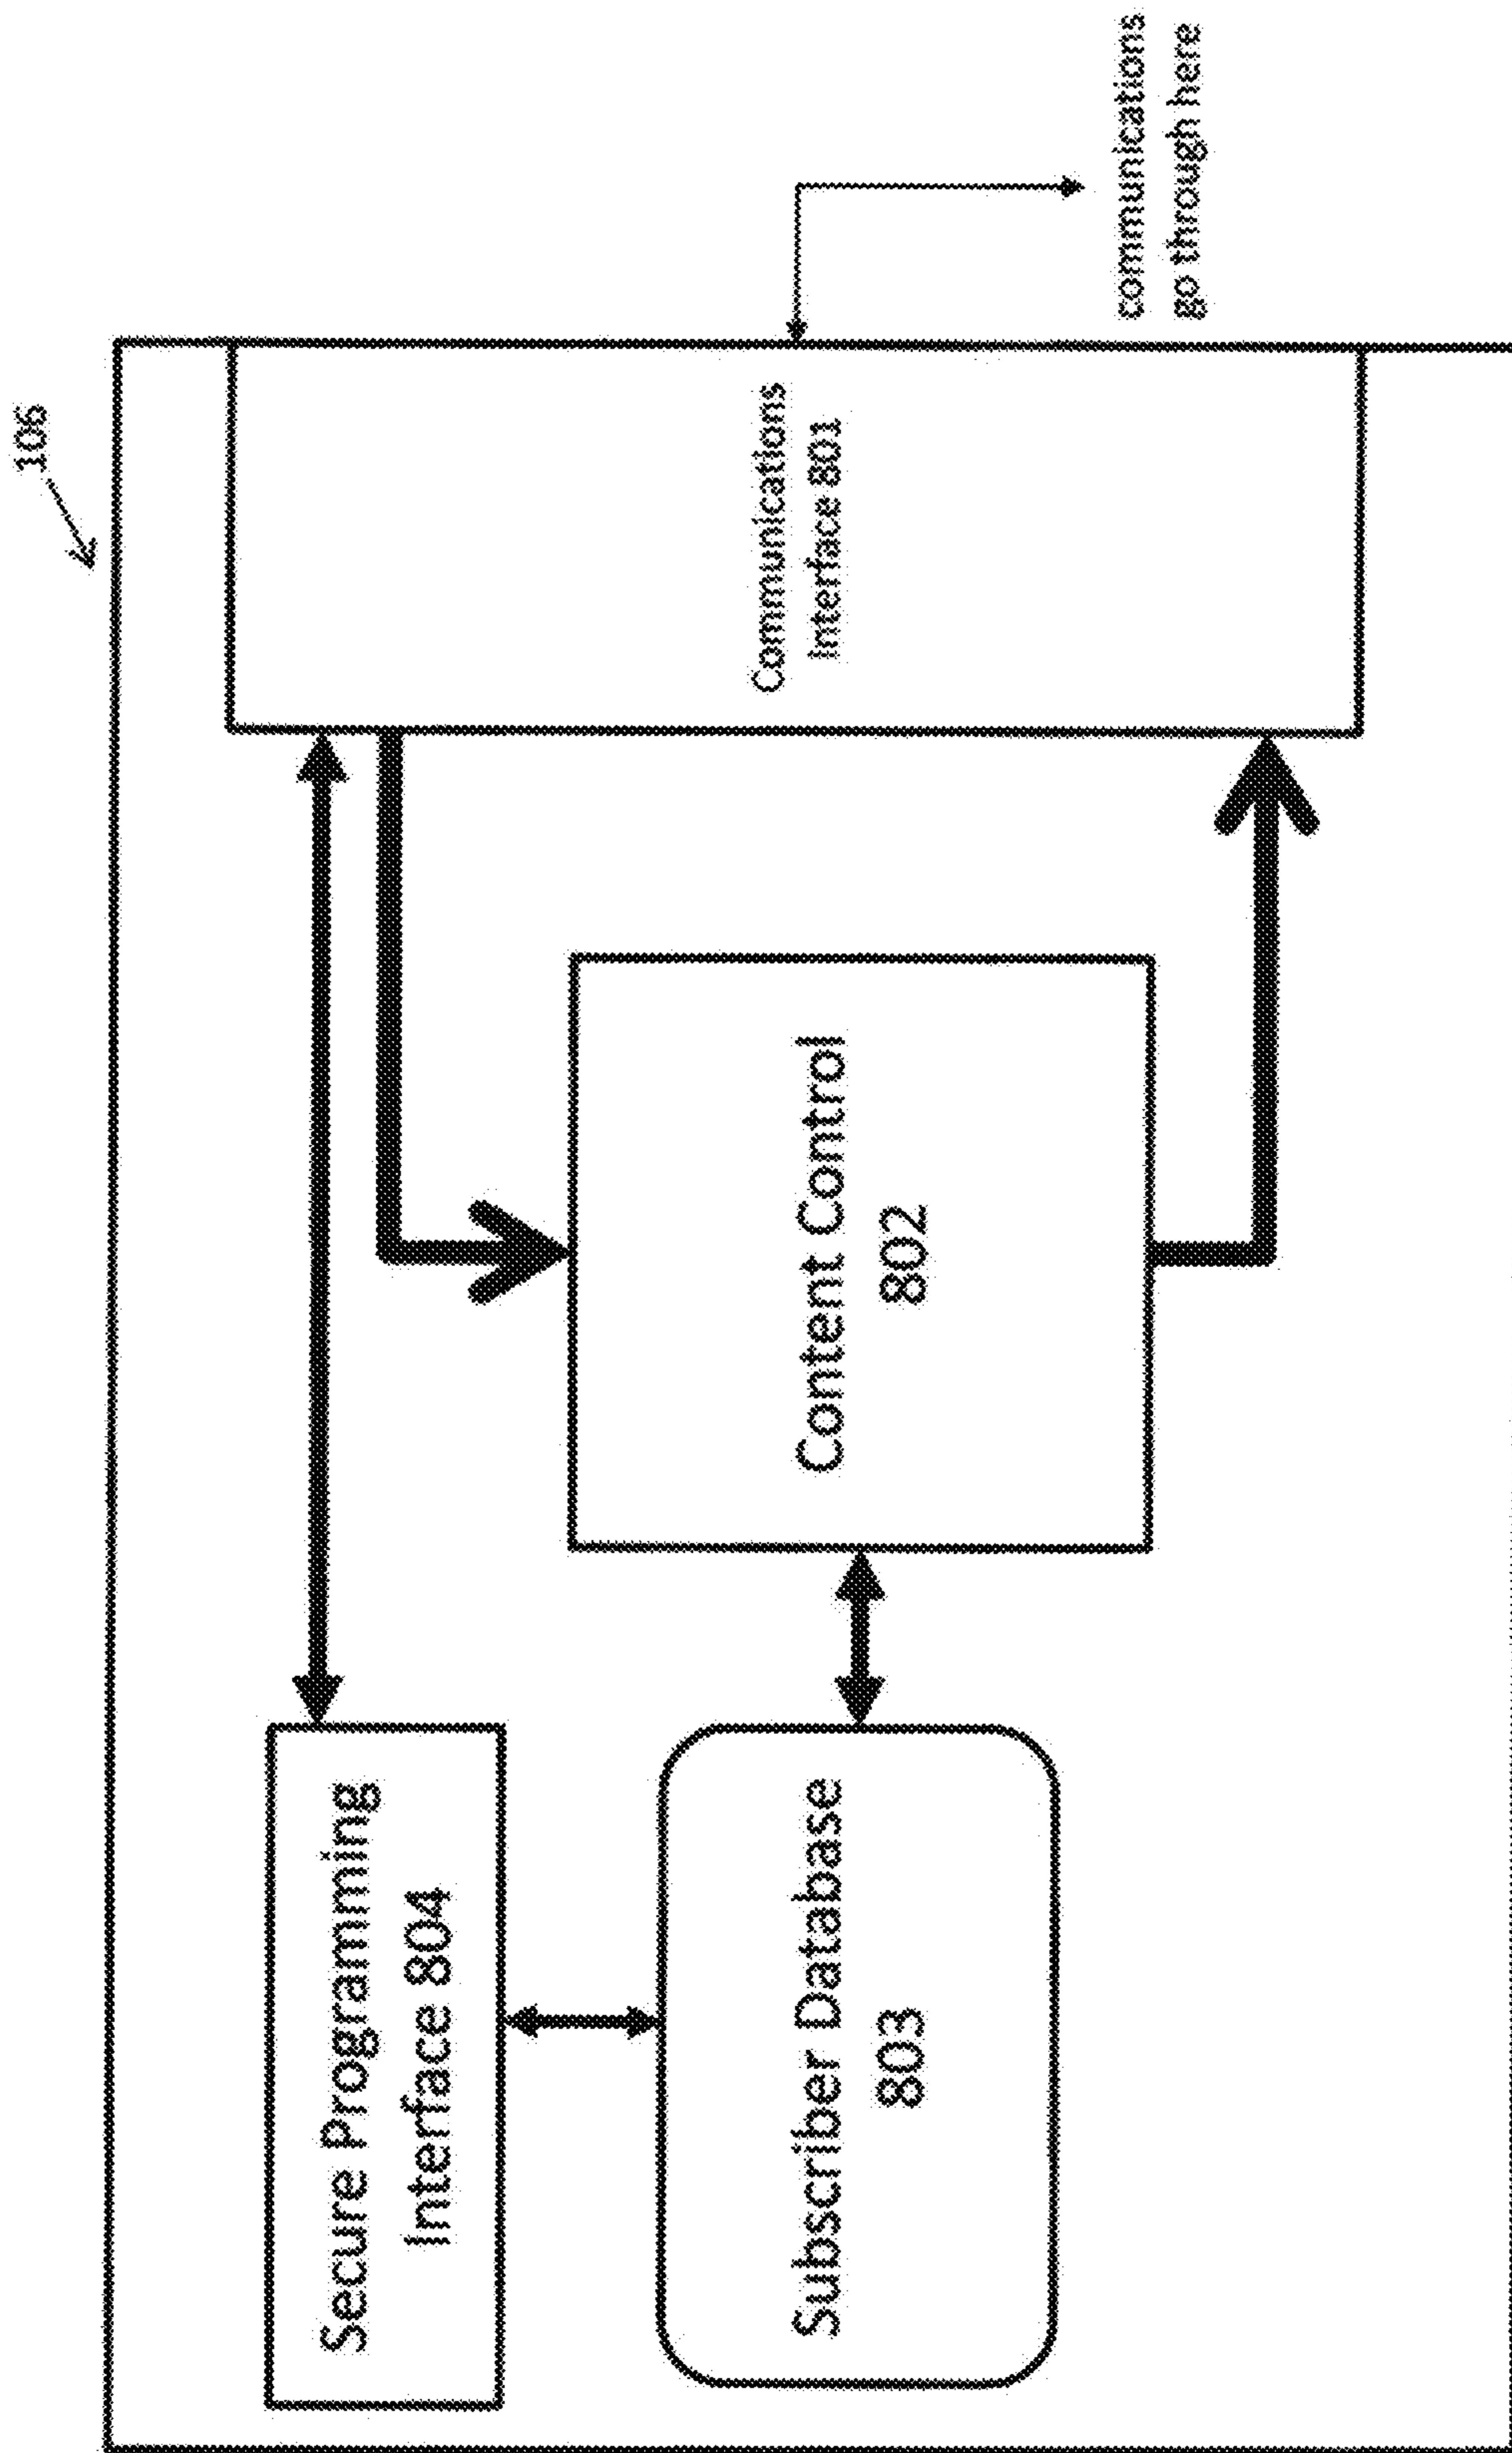 106
Secure Programming
Interface 804
Communications
Interface 801
Content Control
802
Subscriber Database
803
communications
go through here